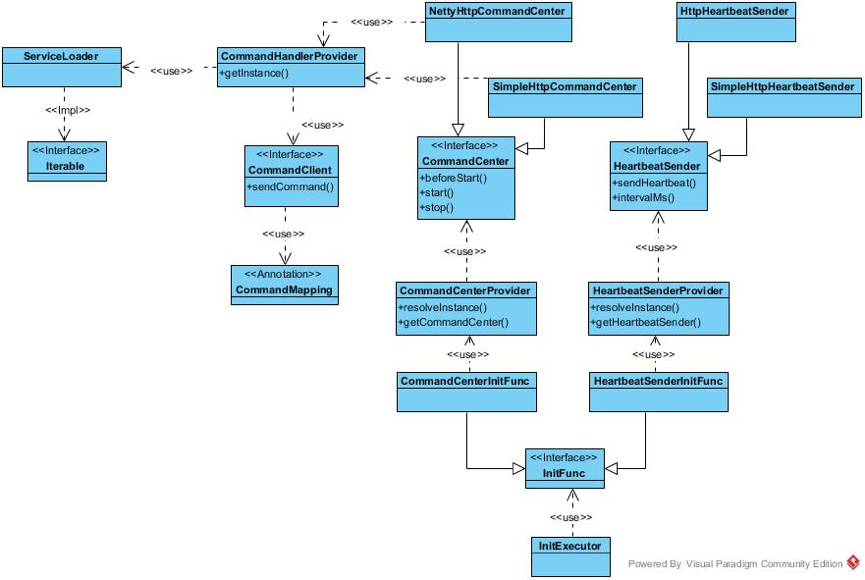 NettyHttpCommandCenter
HttpHeartbeatSender
<<use>>
ServiceLoader
CommandHandlerProvider
+getInstance()
<<use>>
<<use>>
SimpleHttpCommandCenter
SimpleHttpHeartbeatSender
<<Impl>>
<<use>>
<<Interface>>
Iterable
<<Interface>>
CommandClient
+sendCommand()
<<Interface>>
CommandCenter
+beforeStart()
+start()
+stop()
<<Interface>>
HeartbeatSender
+sendHeartbeat()
+intervalMs()
<<use>>
<<use>>
<<use>>
<<Annotation>>
CommandMapping
CommandCenterProvider
+resolveInstance()
+getCommandCenter()
HeartbeatSenderProvider
+resolveInstance()
+getHeartbeatSender()
<<use>>
<<use>>
CommandCenterInitFunc
HeartbeatSenderInitFunc
<<Interface>>
InitFunc
<<use>>
InitExecutor
Powered By Visual Paradigm Community Edition